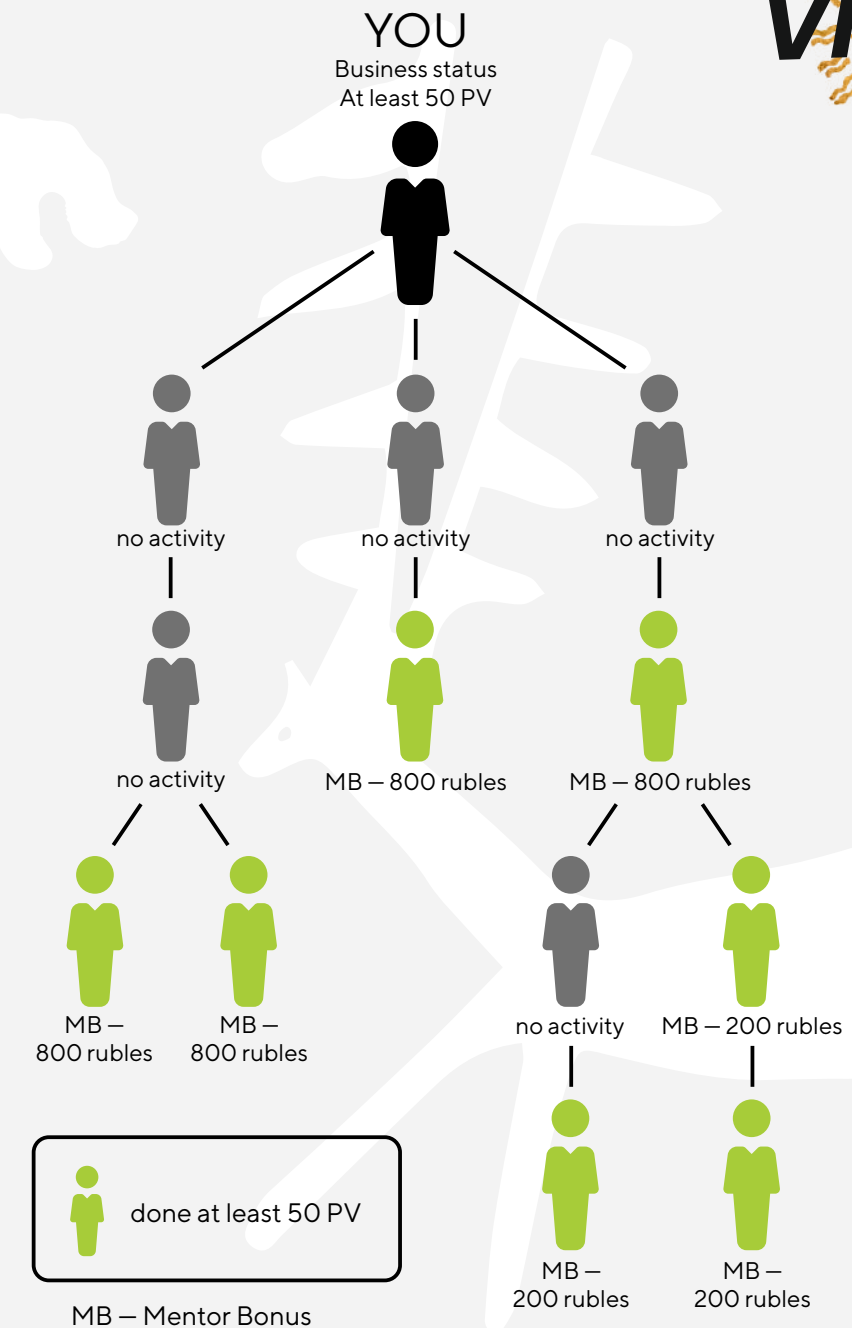 YOU
Business status
At least 50 PV
no activity
no activity
no activity
no activity
MB – 800 rubles
MB – 800 rubles
MB –
800 rubles
MB –
800 rubles
no activity
MB – 200 rubles
done at least 50 PV
MB –
200 rubles
MB –
200 rubles
MB – Mentor Bonus